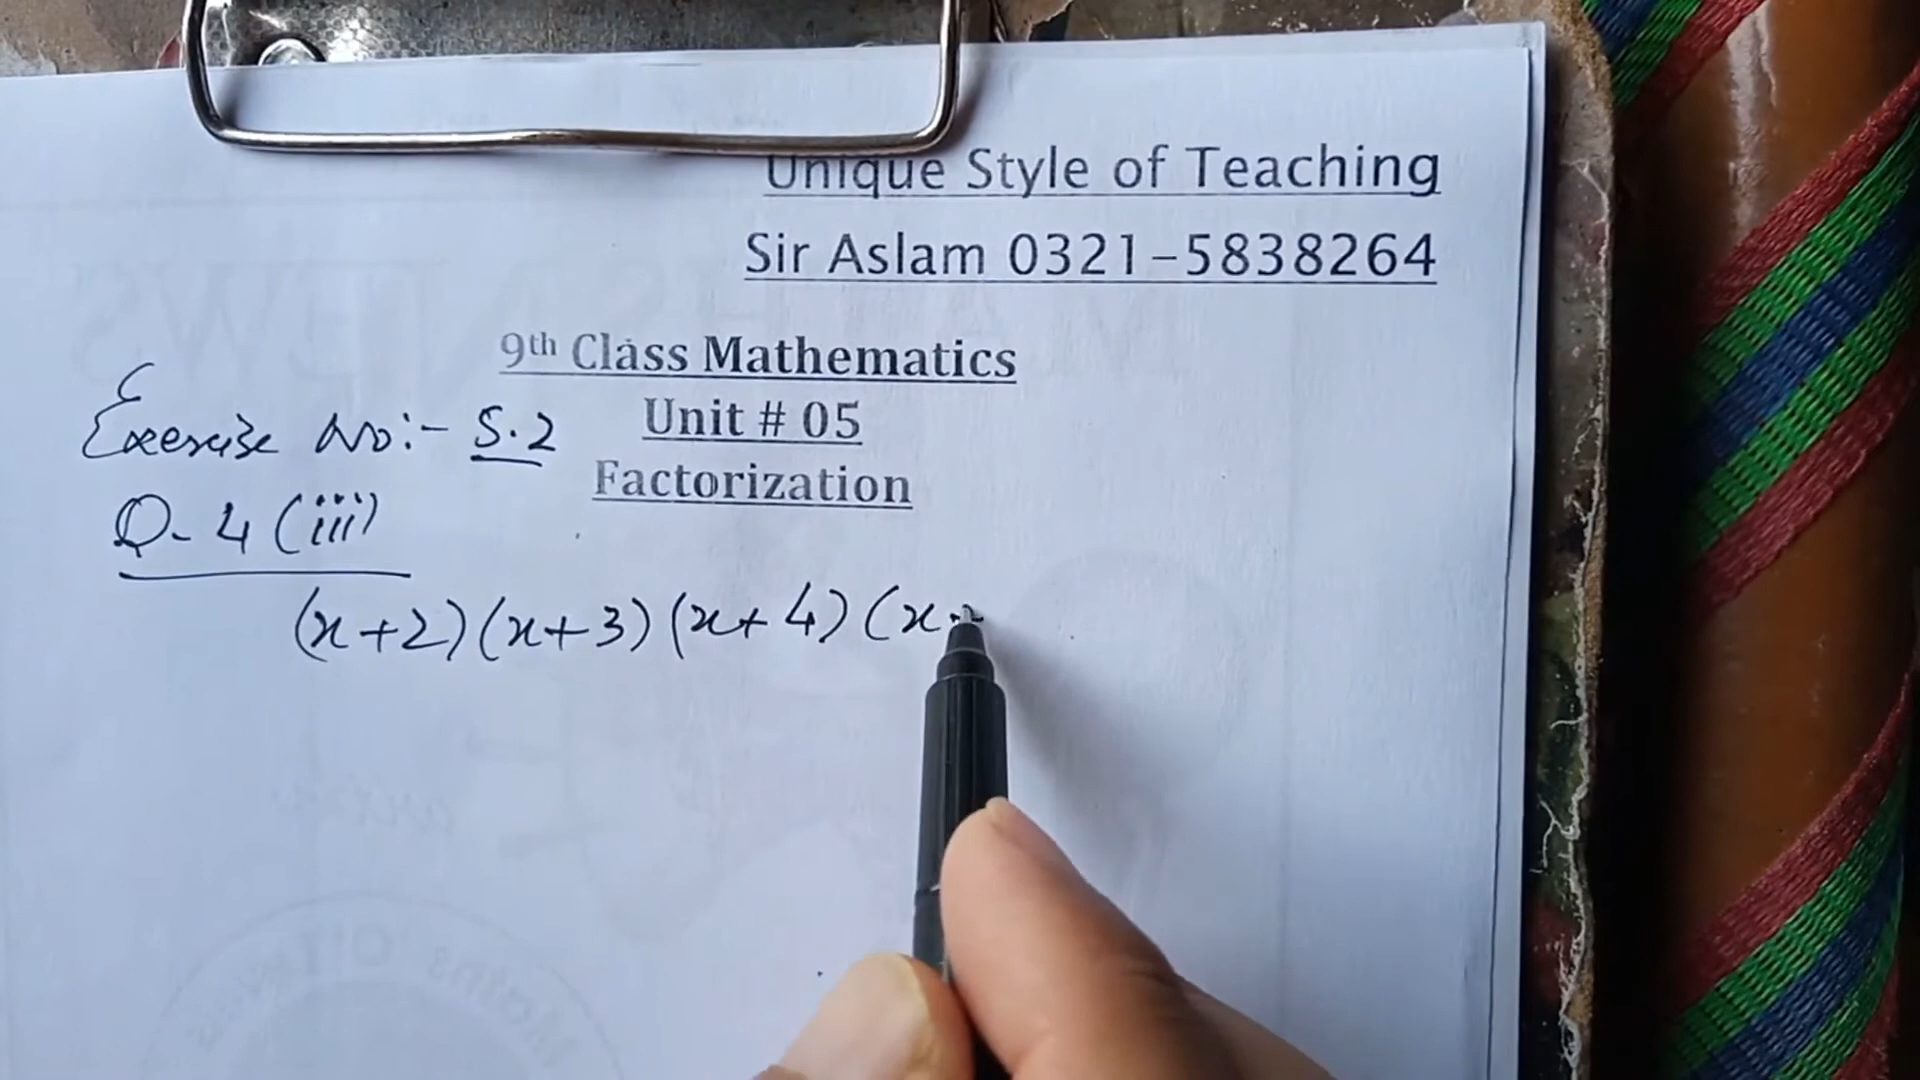 Unique Style of Teaching
Sir Aslam 0321-5838264
9th Class Mathematics
Unit # 05
Factorization
Exercise No:- 5.2
Q-4 (iii)
(x+2)(x+3)(x+4)(x+